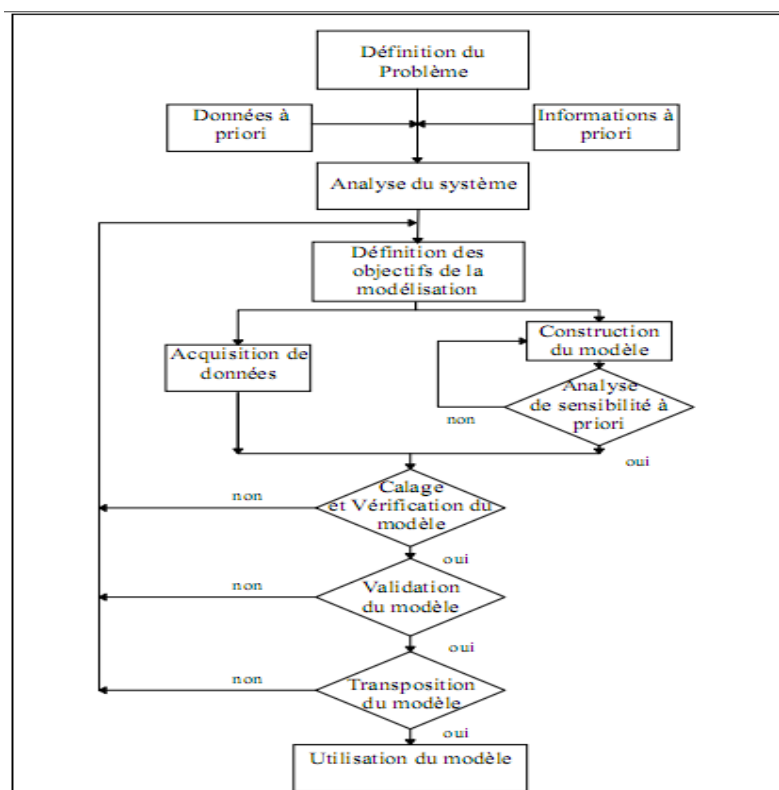 Définition du
Problème
Données à
priori
Informations à
priori
Analyse du système
Définition des
objectifs de la
modélisation
Construction
du modèle
Acquisition de
données
Analyse
de sensibilité à
priori
non
oui
Calage
et Vérification du
modèle
non
oui
Validation
du modèle
non
oui
Transposition
du modèle
non
oui
Utilisation du modèle